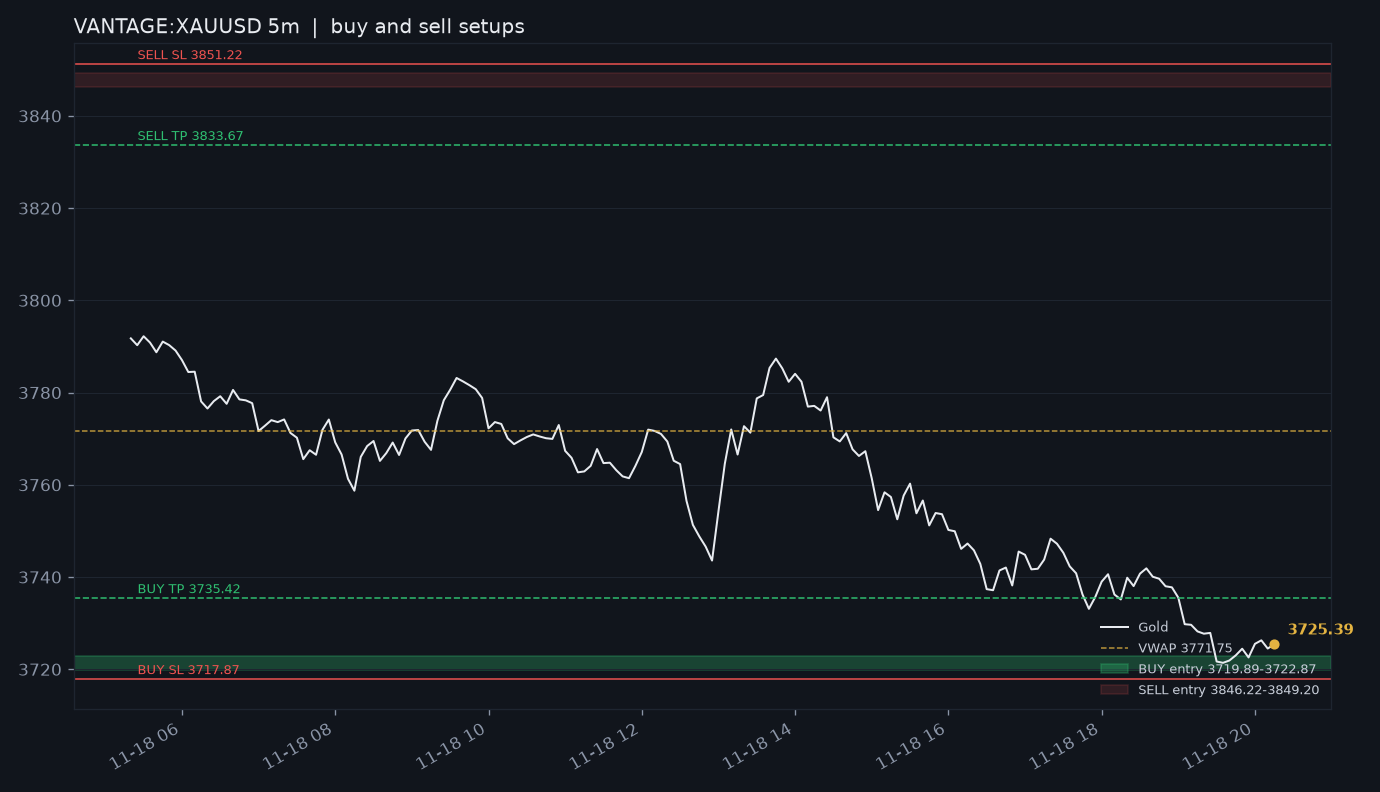 VANTAGE:XAUUSD 5m | buy and sell setups
SELL SL 3851.22
3840
SELL TP 3833.67
3820
3800
3780
3760
3740
BUY TP 3735.42
3725.39
Gold
VWAP 3771.75
3720
BUY SL 3717.87
BUY entry 3719.89-3722.87
SELL entry 3846.22-3849.20
11-18 06
11-18 08
11-18 10
11-18 12
11-18 14
11-18 16
11-18 18
11-18 20